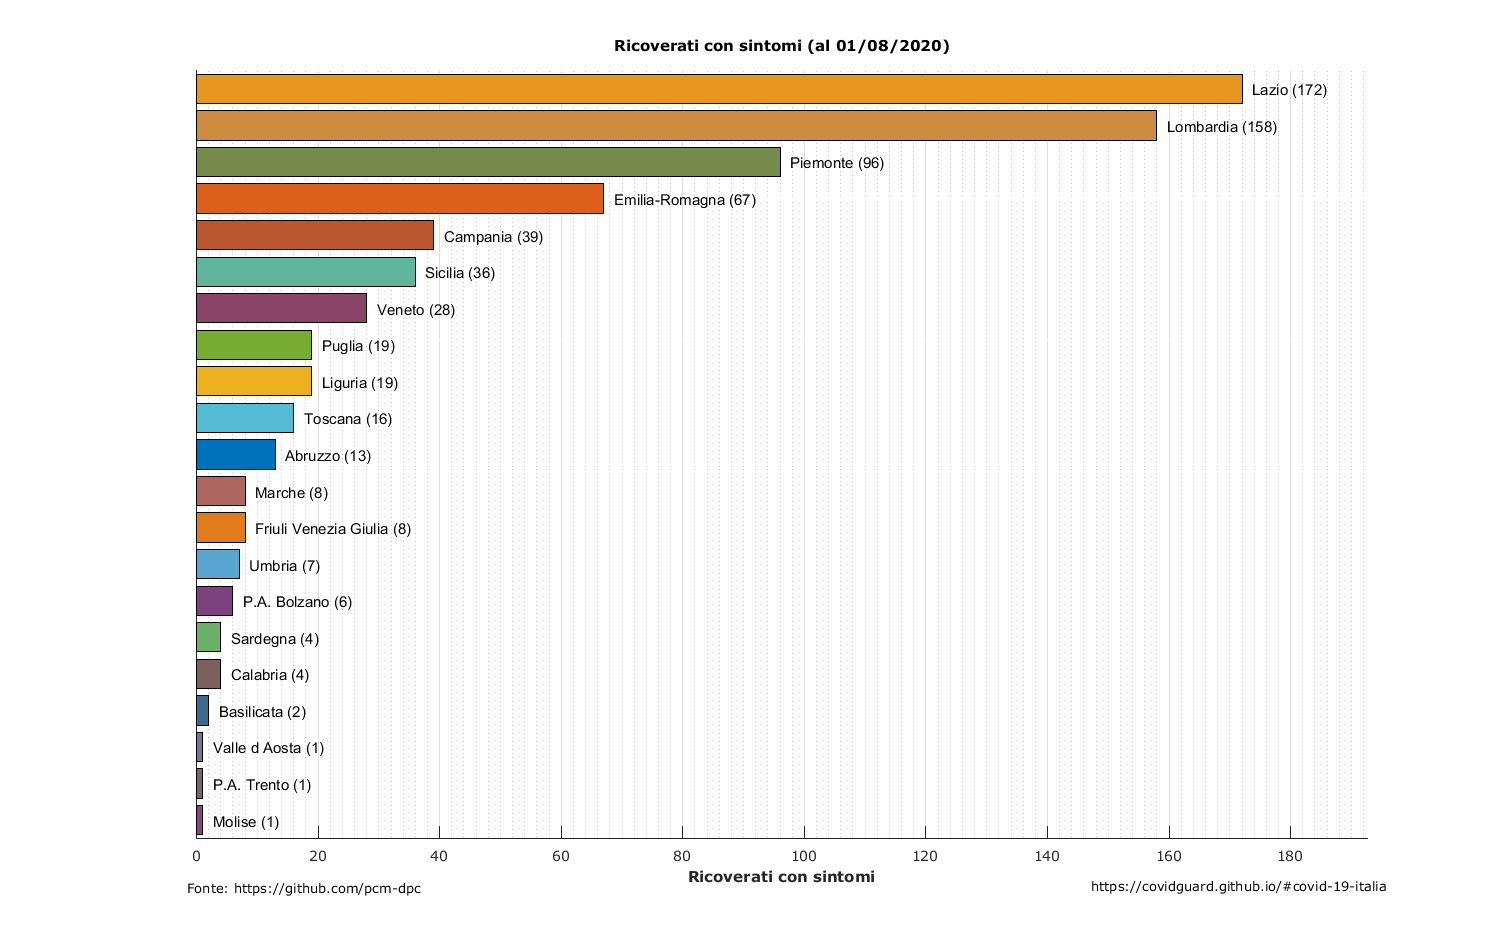 Ricoverati con sintomi (al 01/08/2020)
Lazio (172)
Lombardia (158)
Piemonte (96)
Emilia-Romagna (67)
Campania (39)
Sicilia (36)
Veneto (28)
Puglia (19)
Liguria (19)
Toscana (16)
Abruzzo (13)
Marche (8)
Friuli Venezia Giulia (8)
Umbria (7)
P.A. Bolzano (6)
Sardegna (4)
Calabria (4)
Basilicata (2)
Valle d Aosta (1)
P.A. Trento (1)
Molise (1)
0 20 40 60 80 100 120 140 160 180
Ricoverati con sintomi
Fonte: https://github.com/pcm-dpc
https://covidguard.github.io/#covid-19-italia